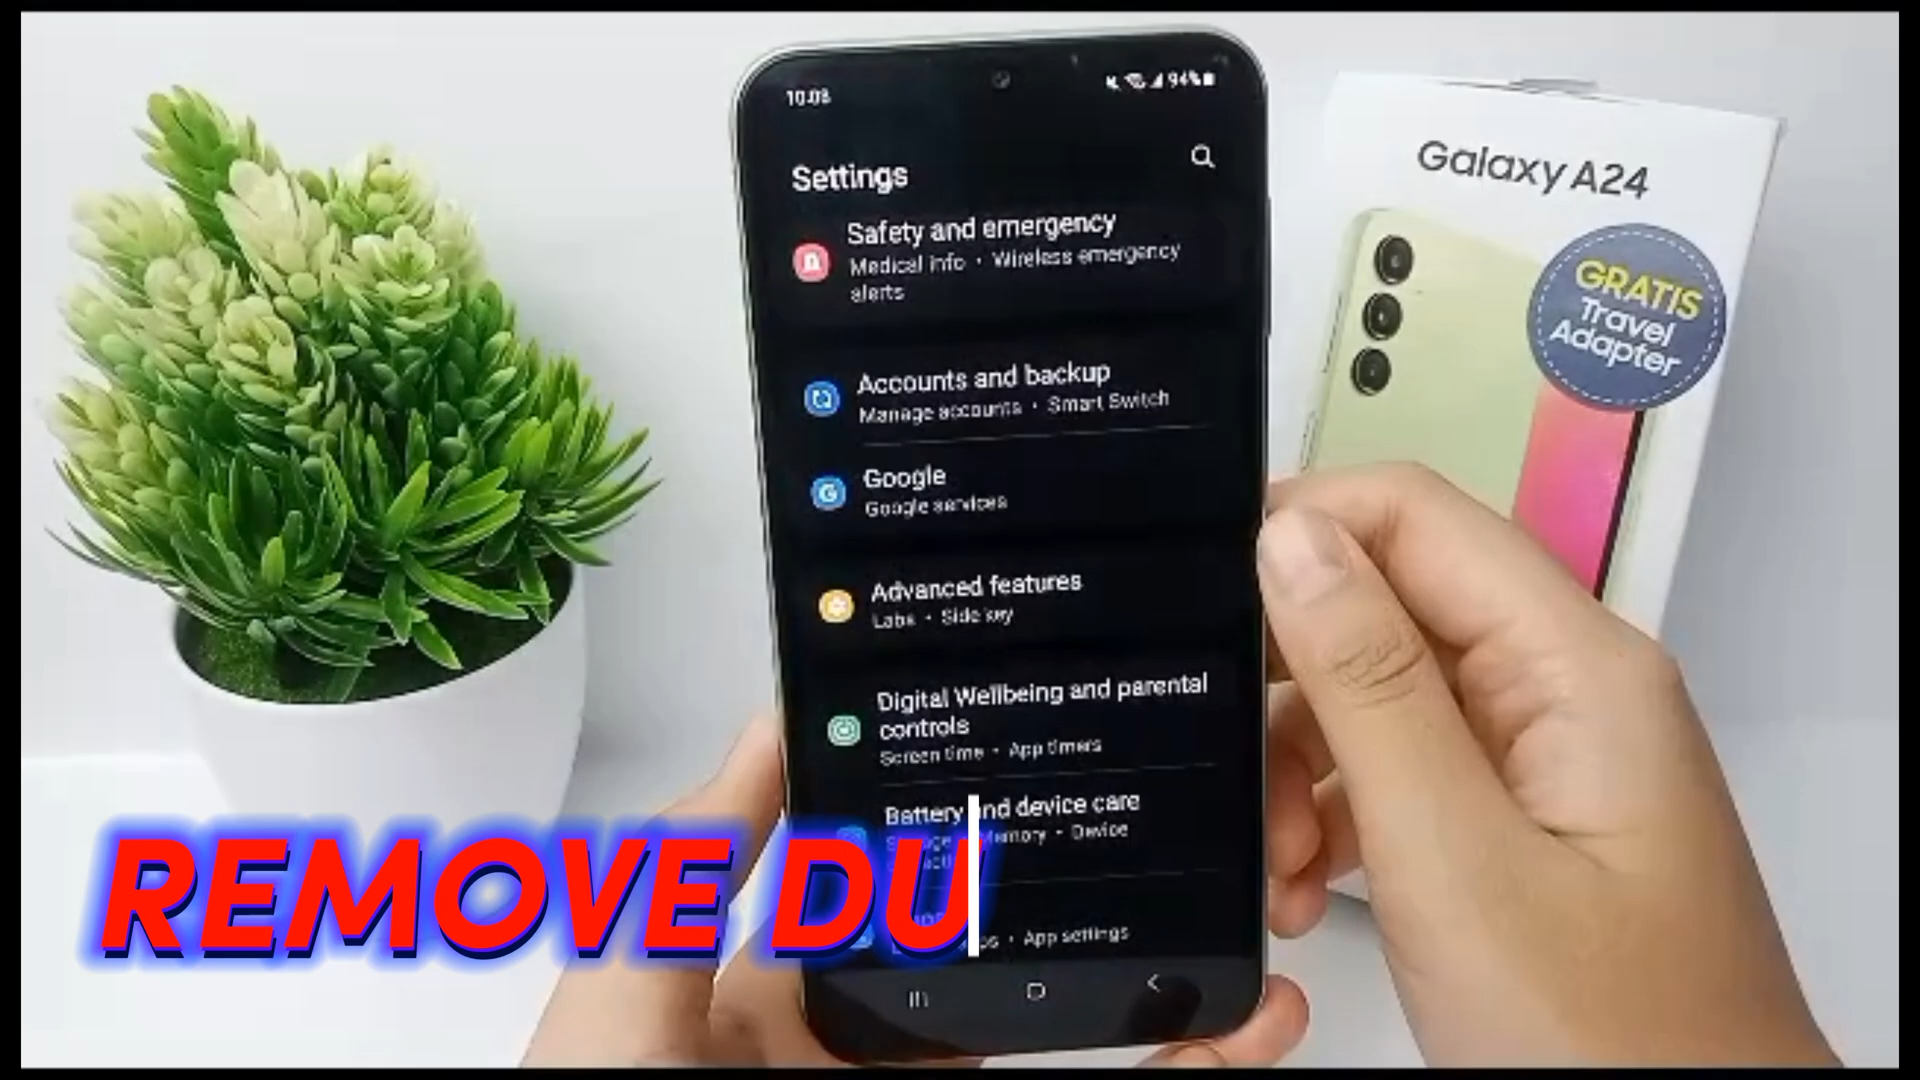 10.08
94%
Settings
Safety and emergency
Medical info • Wireless emergency
alerts
Accounts and backup
Manage accounts • Smart Switch
Google
Google services
Advanced features
Labs • Side key
Digital Wellbeing and parental
controls
Screen time • App timers
Battery and device care
Memory • Device
• App settings
Galaxy A24
GRATIS
Travel
Adapter
REMOVE DU